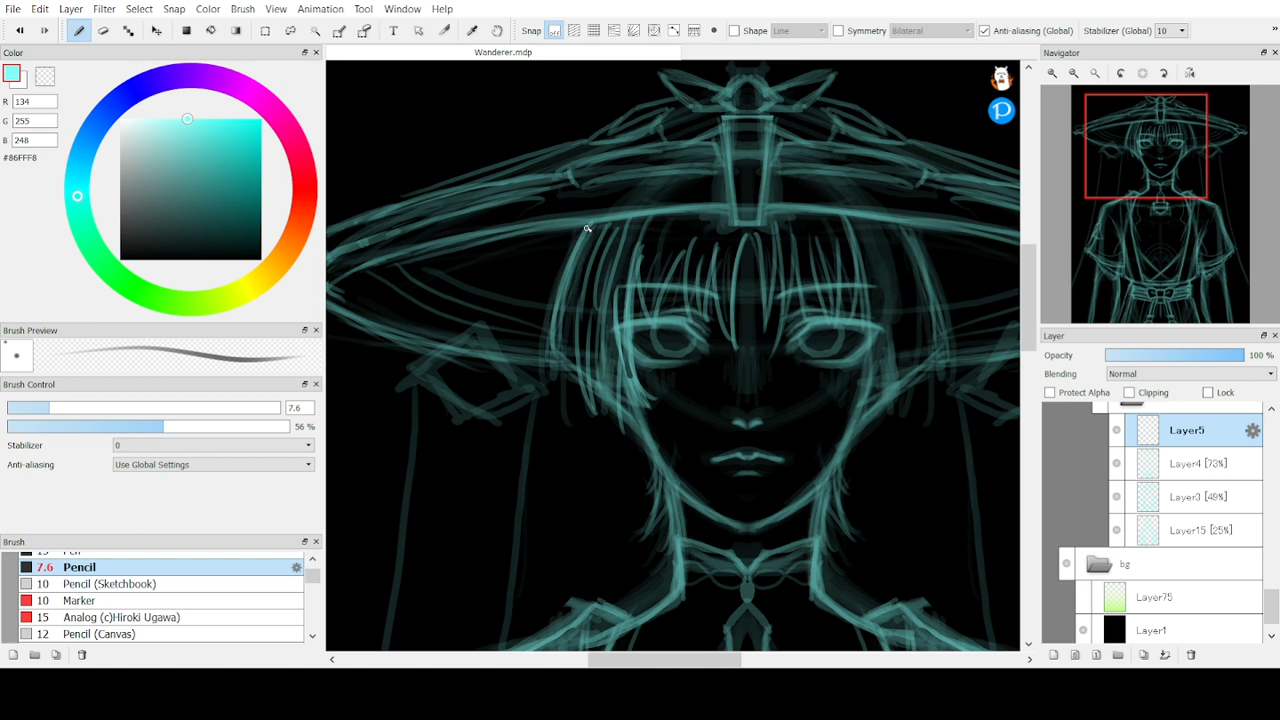 File Edit Layer Filter Select Snap Color Brush View Animation Tool Window Help
T Snap Shape Line Symmetry Bilateral Anti-aliasing (Global) Stabilizer (Global) 10 »
Color
Wanderer.mdp
Navigator
R 134
G 255
B 248
#86FFF8
Brush Preview
Brush Control
7.6
56 %
Stabilizer 0
Anti-aliasing Use Global Settings
Brush
15 Pen
7.6 Pencil
10 Pencil (Sketchbook)
10 Marker
15 Analog (c)Hiroki Ugawa)
12 Pencil (Canvas)
P
Layer
Opacity 100 %
Blending Normal
Protect Alpha Clipping Lock
Layer5
Layer4 [73%]
Layer3 [49%]
Layer15 [25%]
bg
Layer75
Layer1